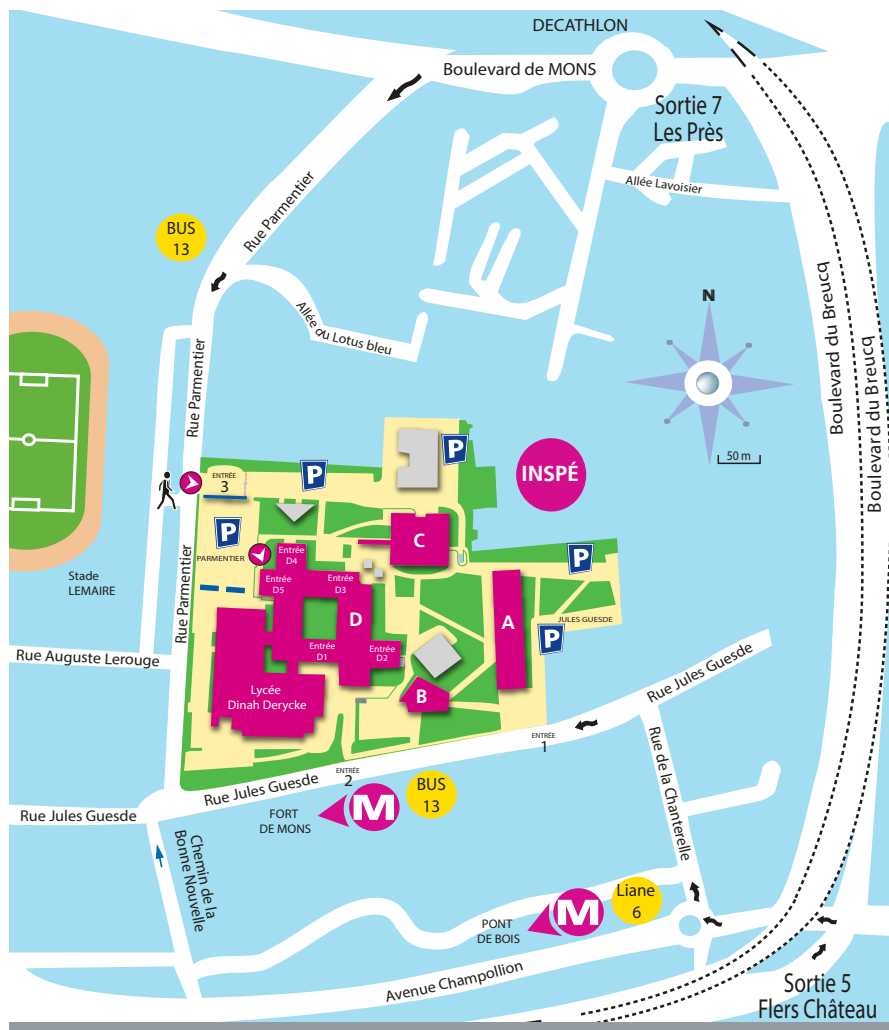 DECATHLON
Boulevard de MONS
Sortie 7
Les Près
Allée Lavoisier
Rue Parmentier
BUS
13
Boulevard du Breucq
Boulevard du Breucq
N
50 m
Allée du Lotus bleu
Rue Parmentier
INSPÉ
P
P
ENTRÉE
3
P
PARMENTIER
C
Entrée
D4
Entrée
D5
Entrée
D3
P
Stade
LEMAIRE
Rue Parmentier
D
A
JULES GUESDE
P
Entrée
D1
Entrée
D2
Rue Auguste Lerouge
Lycée
Dinah Derycke
B
Rue Jules Guesde
ENTRÉE
1
Rue de la Chanterelle
ENTRÉE
2
Rue Jules Guesde
BUS
13
M
FORT
DE MONS
Rue Jules Guesde
Chemin de la
Bonne Nouvelle
Liane
6
M
PONT
DE BOIS
Avenue Champollion
Sortie 5
Flers Château